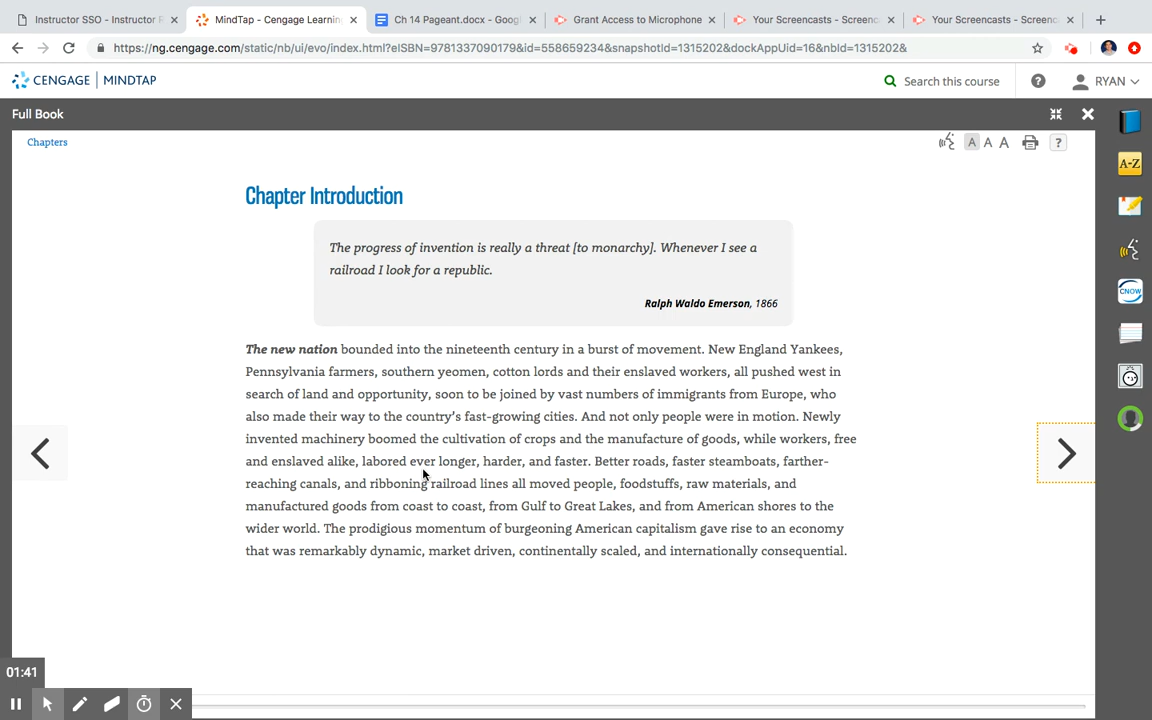 Instructor SSO - Instructor R
MindTap - Cengage Learnin
Ch 14 Pageant.docx - Goog
Grant Access to Microphone
Your Screencasts - Screenc
Your Screencasts - Screenc
https://ng.cengage.com/static/nb/ui/evo/index.html?eISBN=9781337090179&id=558659234&snapshotId=1315202&dockAppUid=16&nbId=1315202&
CENGAGE | MINDTAP
Search this course
?
RYAN
Full Book
Chapters
A A A
?
A-Z
CNOW
Chapter Introduction
The progress of invention is really a threat [to monarchy]. Whenever I see a
railroad I look for a republic.
Ralph Waldo Emerson, 1866
The new nation bounded into the nineteenth century in a burst of movement. New England Yankees,
Pennsylvania farmers, southern yeomen, cotton lords and their enslaved workers, all pushed west in
search of land and opportunity, soon to be joined by vast numbers of immigrants from Europe, who
also made their way to the country's fast-growing cities. And not only people were in motion. Newly
invented machinery boomed the cultivation of crops and the manufacture of goods, while workers, free
and enslaved alike, labored ever longer, harder, and faster. Better roads, faster steamboats, farther-
reaching canals, and ribboning railroad lines all moved people, foodstuffs, raw materials, and
manufactured goods from coast to coast, from Gulf to Great Lakes, and from American shores to the
wider world. The prodigious momentum of burgeoning American capitalism gave rise to an economy
that was remarkably dynamic, market driven, continentally scaled, and internationally consequential.
01:41